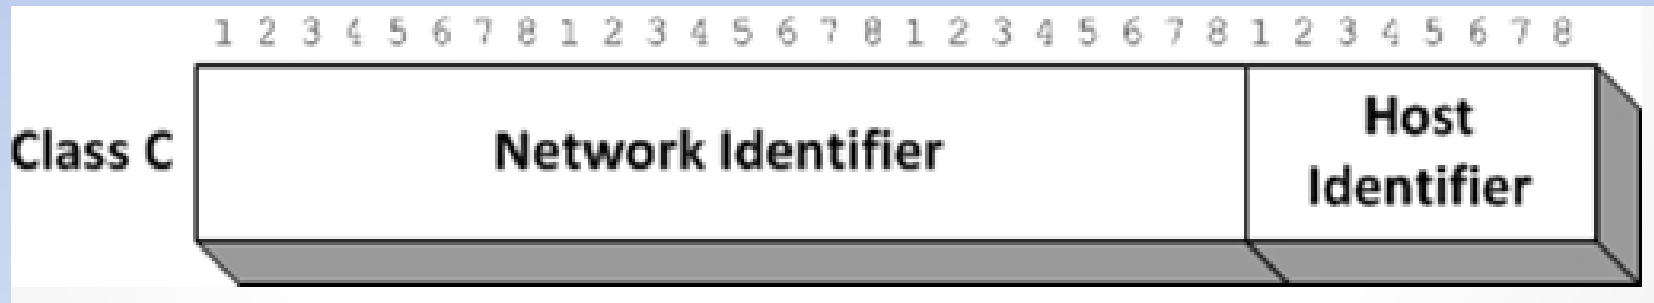 1 2 3 4 5 6 7 8 1 2 3 4 5 6 7 8 1 2 3 4 5 6 7 8 1 2 3 4 5 6 7 8
Class C
Network Identifier
Host
Identifier